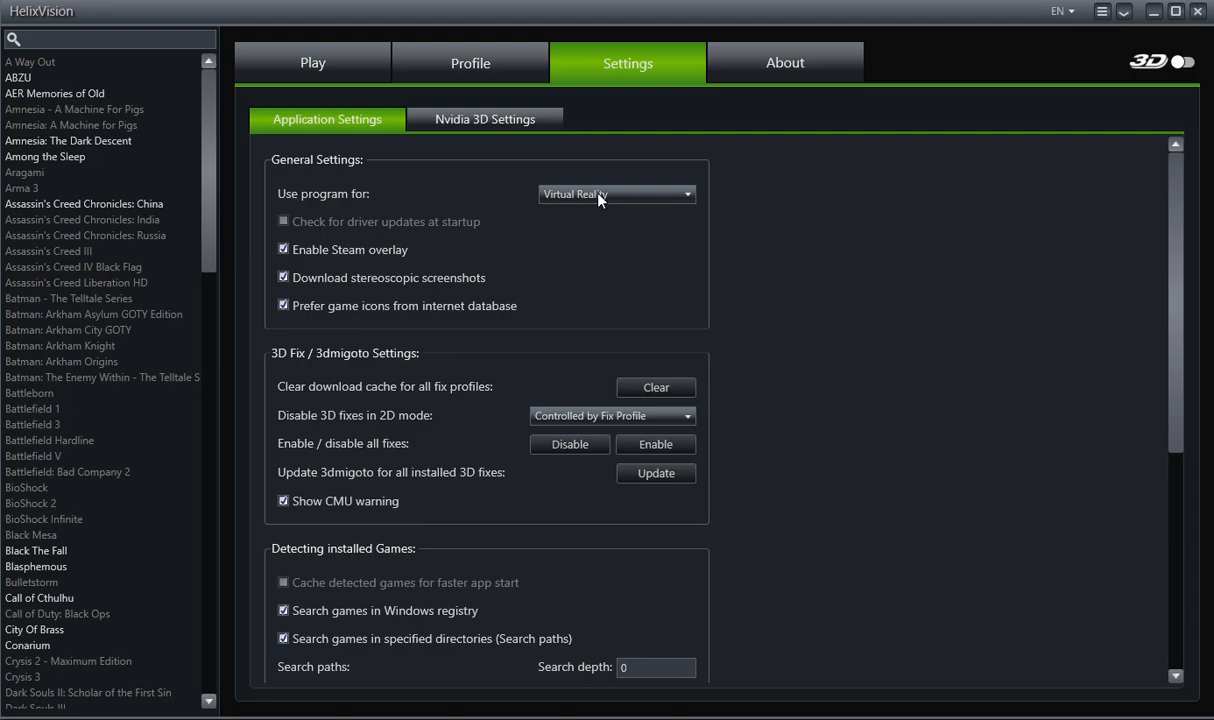 HelixVision
EN
A Way Out
ABZU
AER Memories of Old
Amnesia - A Machine For Pigs
Amnesia: A Machine for Pigs
Amnesia: The Dark Descent
Among the Sleep
Aragami
Arma 3
Assassin's Creed Chronicles: China
Assassin's Creed Chronicles: India
Assassin's Creed Chronicles: Russia
Assassin's Creed III
Assassin's Creed IV Black Flag
Assassin's Creed Liberation HD
Batman - The Telltale Series
Batman: Arkham Asylum GOTY Edition
Batman: Arkham City GOTY
Batman: Arkham Knight
Batman: Arkham Origins
Batman: The Enemy Within - The Telltale S
Battleborn
Battlefield 1
Battlefield 3
Battlefield Hardline
Battlefield V
Battlefield: Bad Company 2
BioShock
BioShock 2
BioShock Infinite
Black Mesa
Black The Fall
Blasphemous
Bulletstorm
Call of Cthulhu
Call of Duty: Black Ops
City Of Brass
Conarium
Crysis 2 - Maximum Edition
Crysis 3
Dark Souls II: Scholar of the First Sin
Dark Souls III
Play Profile Settings About
3D
Application Settings Nvidia 3D Settings
General Settings:
Use program for: Virtual Reality
Check for driver updates at startup
Enable Steam overlay
Download stereoscopic screenshots
Prefer game icons from internet database
3D Fix / 3dmigoto Settings:
Clear download cache for all fix profiles: Clear
Disable 3D fixes in 2D mode: Controlled by Fix Profile
Enable / disable all fixes: Disable Enable
Update 3dmigoto for all installed 3D fixes: Update
Show CMU warning
Detecting installed Games:
Cache detected games for faster app start
Search games in Windows registry
Search games in specified directories (Search paths)
Search paths: Search depth: 0